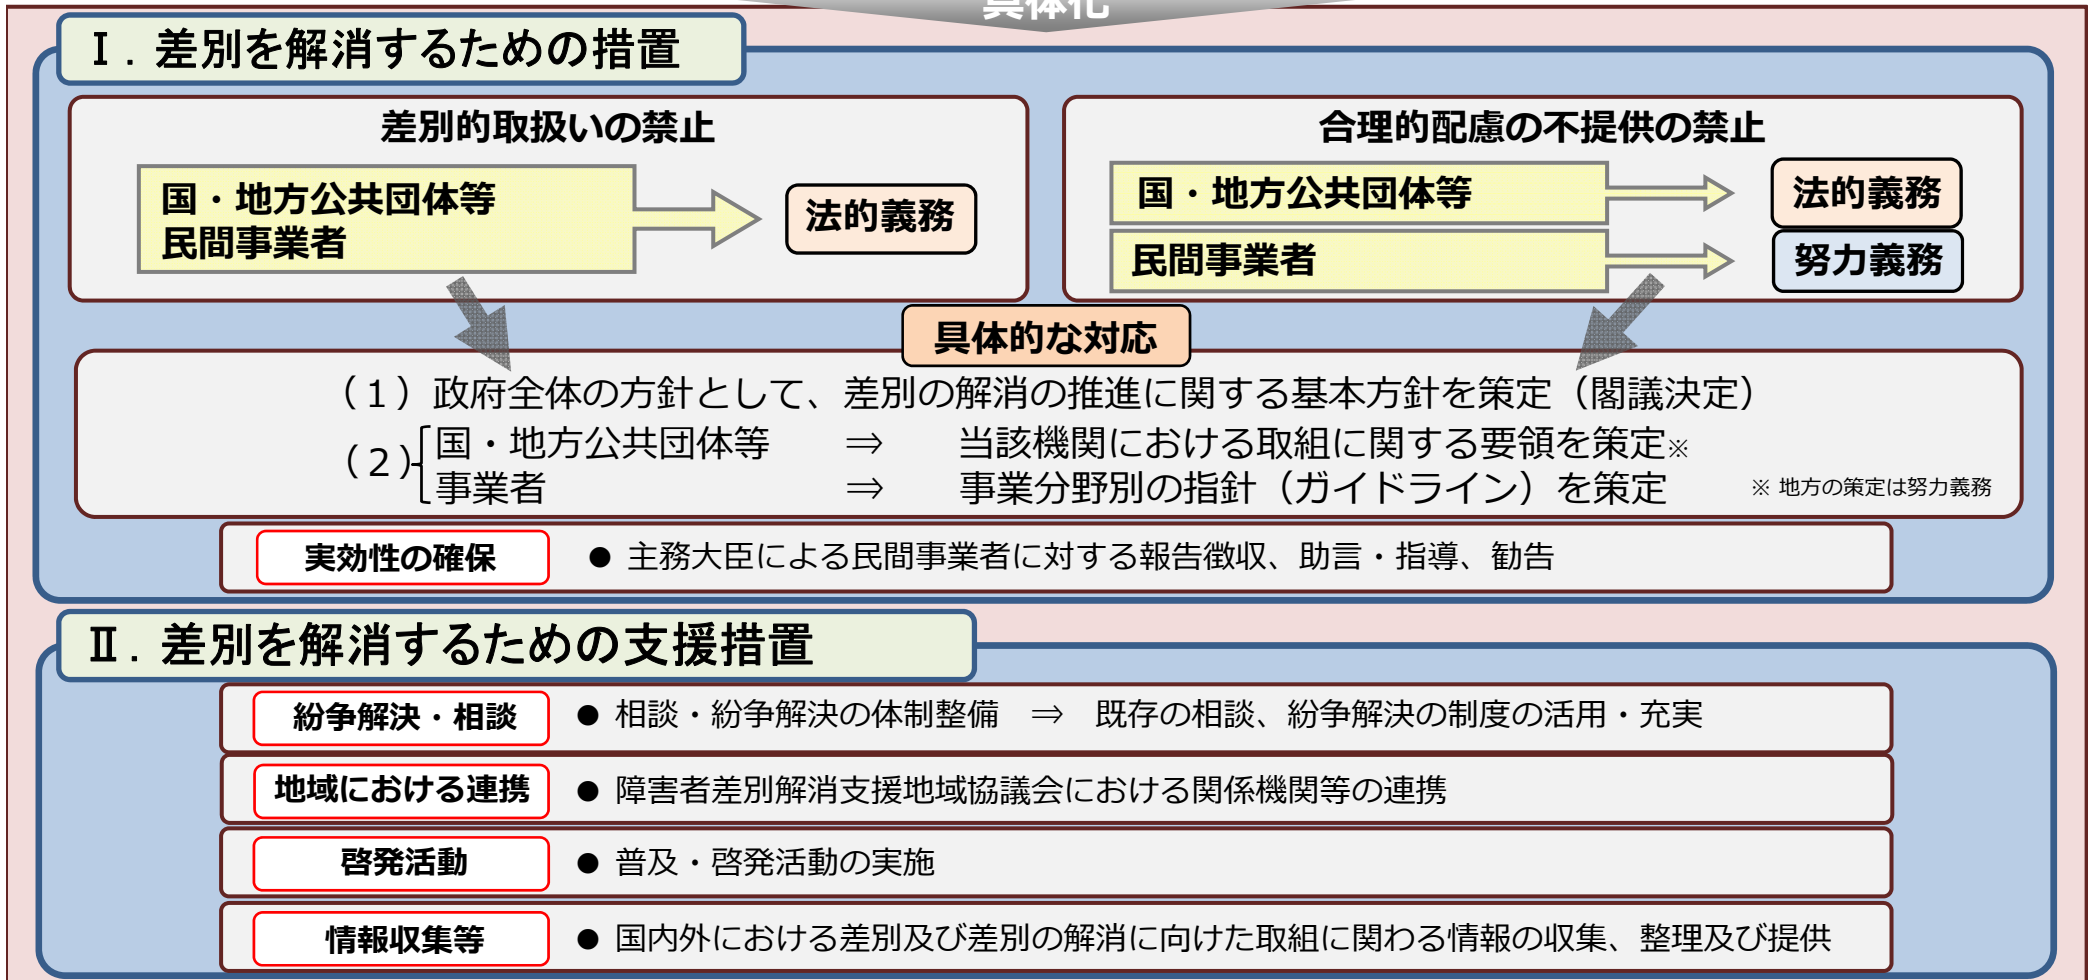 具体化
Ⅰ．差別を解消するための措置
差別的取扱いの禁止
国・地方公共団体等
民間事業者
法的義務
合理的配慮の不提供の禁止
国・地方公共団体等
法的義務
民間事業者
努力義務
具体的な対応
（１）政府全体の方針として、差別の解消の推進に関する基本方針を策定（閣議決定）
（２）
国・地方公共団体等 ⇒ 当該機関における取組に関する要領を策定※
事業者 ⇒ 事業分野別の指針（ガイドライン）を策定
※ 地方の策定は努力義務
実効性の確保
● 主務大臣による民間事業者に対する報告徴収、助言・指導、勧告
Ⅱ．差別を解消するための支援措置
紛争解決・相談
● 相談・紛争解決の体制整備 ⇒ 既存の相談、紛争解決の制度の活用・充実
地域における連携
● 障害者差別解消支援地域協議会における関係機関等の連携
啓発活動
● 普及・啓発活動の実施
情報収集等
● 国内外における差別及び差別の解消に向けた取組に関わる情報の収集、整理及び提供